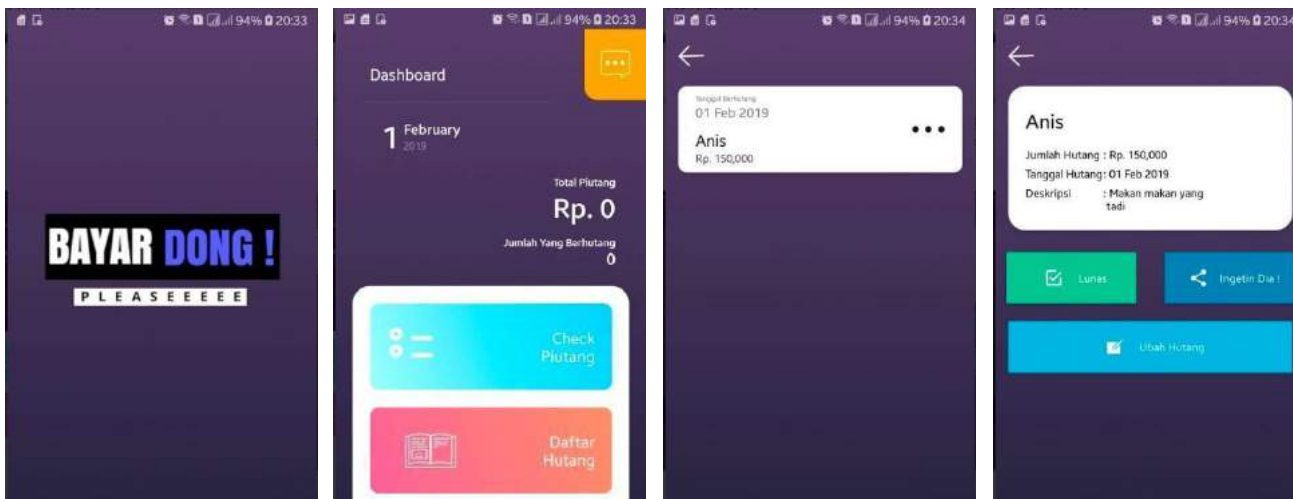 94% 20:33
BAYAR DONG !
PLEASEEEEE
94% 20:33
Dashboard
1 February
2019
Total Piutang
Rp. 0
Jumlah Yang Berhutang
0
Check
Piutang
Daftar
Hutang
94% 20:34
Tanggal Berhutang
01 Feb 2019
Anis
Rp. 150,000
94% 20:34
Anis
Jumlah Hutang : Rp. 150,000
Tanggal Hutang: 01 Feb 2019
Deskripsi : Makan makan yang
tadi
Lunas
Ingetin Dia !
Ubah Hutang